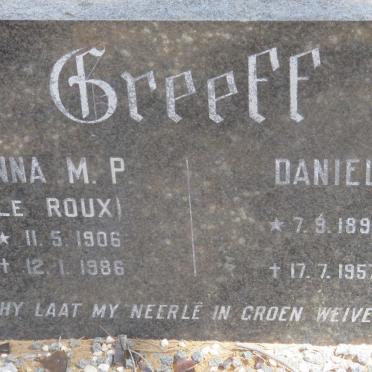 Greeff
NNA M. P DANIEL
LE ROUX) ★ 7.9.189
★ 11.5.1906 ✝ 17.7.1957
✝ 12.1.1986
HY LAAT MY NEERLÊ IN GROEN WEIVE